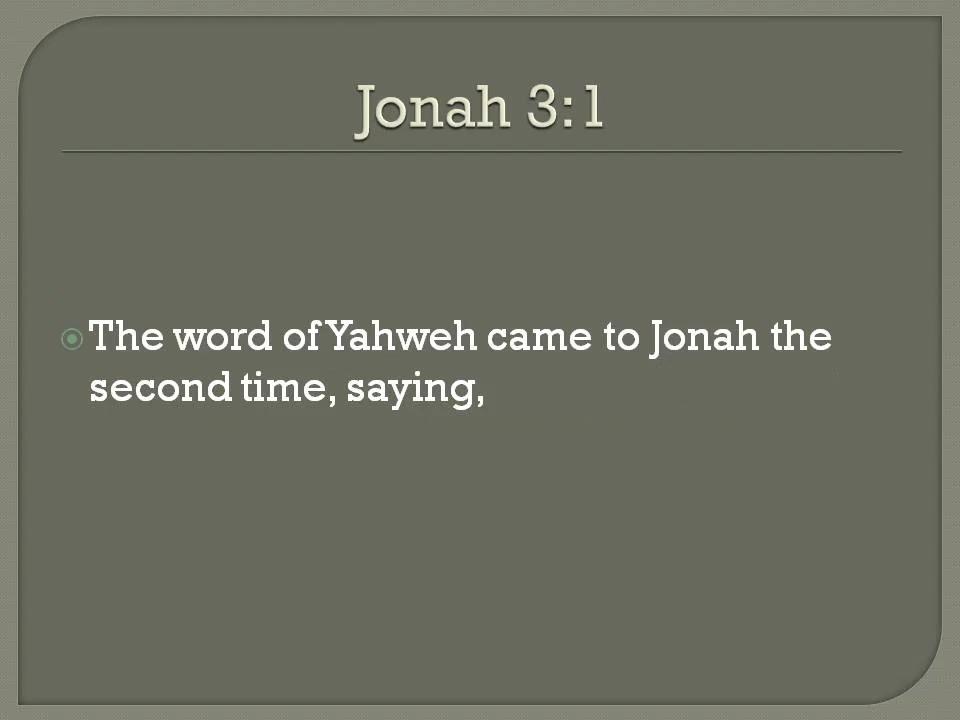 Jonah 3:1
The word of Yahweh came to Jonah the
second time, saying,